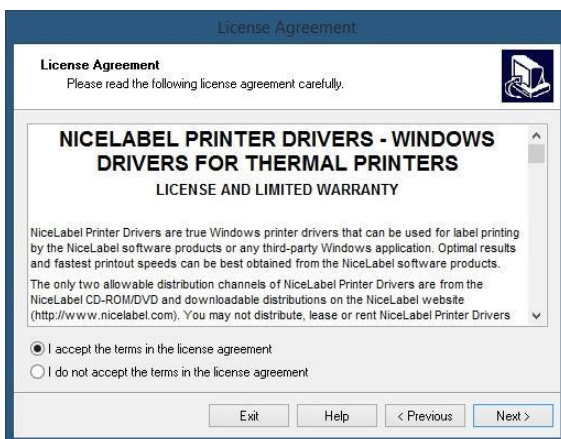 License Agreement
License Agreement
Please read the following license agreement carefully.
NICELABEL PRINTER DRIVERS - WINDOWS
DRIVERS FOR THERMAL PRINTERS
LICENSE AND LIMITED WARRANTY
NiceLabel Printer Drivers are true Windows printer drivers that can be used for label printing
by the NiceLabel software products or any third-party Windows application. Optimal results
and fastest printout speeds can be best obtained from the NiceLabel software products.
The only two allowable distribution channels of NiceLabel Printer Drivers are from the
NiceLabel CD-ROM/DVD and downloadable distributions on the NiceLabel website
(http://www.nicelabel.com). You may not distribute, lease or rent NiceLabel Printer Drivers
I accept the terms in the license agreement
I do not accept the terms in the license agreement
Exit Help < Previous Next >